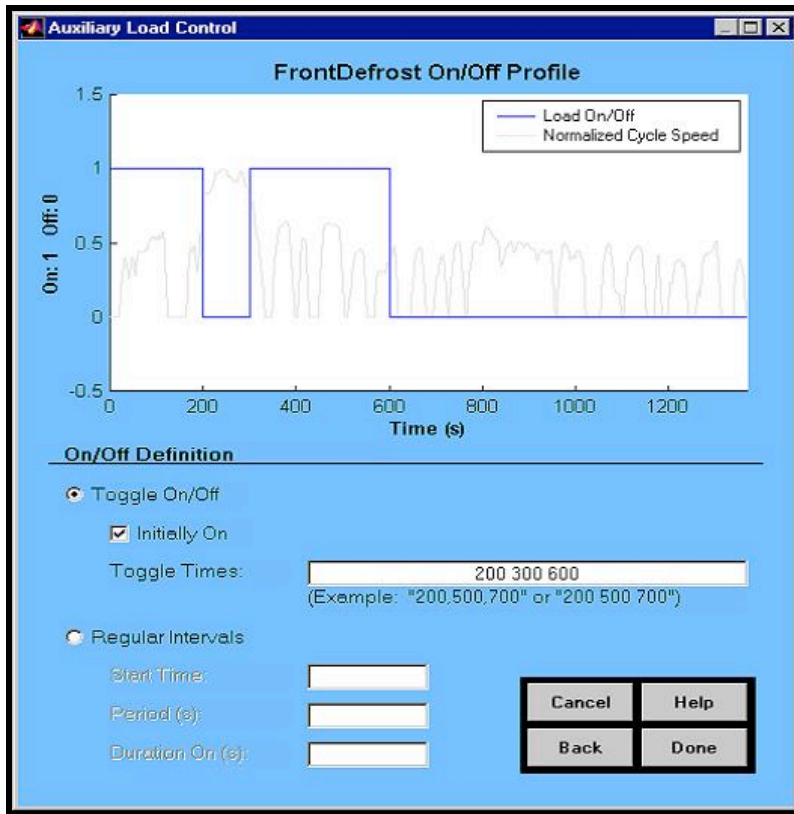 Auxiliary Load Control
FrontDefrost On/Off Profile
Load On/Off
Normalized Cycle Speed
1.5
1
0.5
0
-0.5
On: 1 Off: 0
0 200 400 600 800 1000 1200
Time (s)
On/Off Definition
Toggle On/Off
Initially On
Toggle Times: 200 300 600
(Example: "200,500,700" or "200 500 700")
Regular Intervals
Start Time:
Period (s):
Duration On (s):
Cancel Help
Back Done